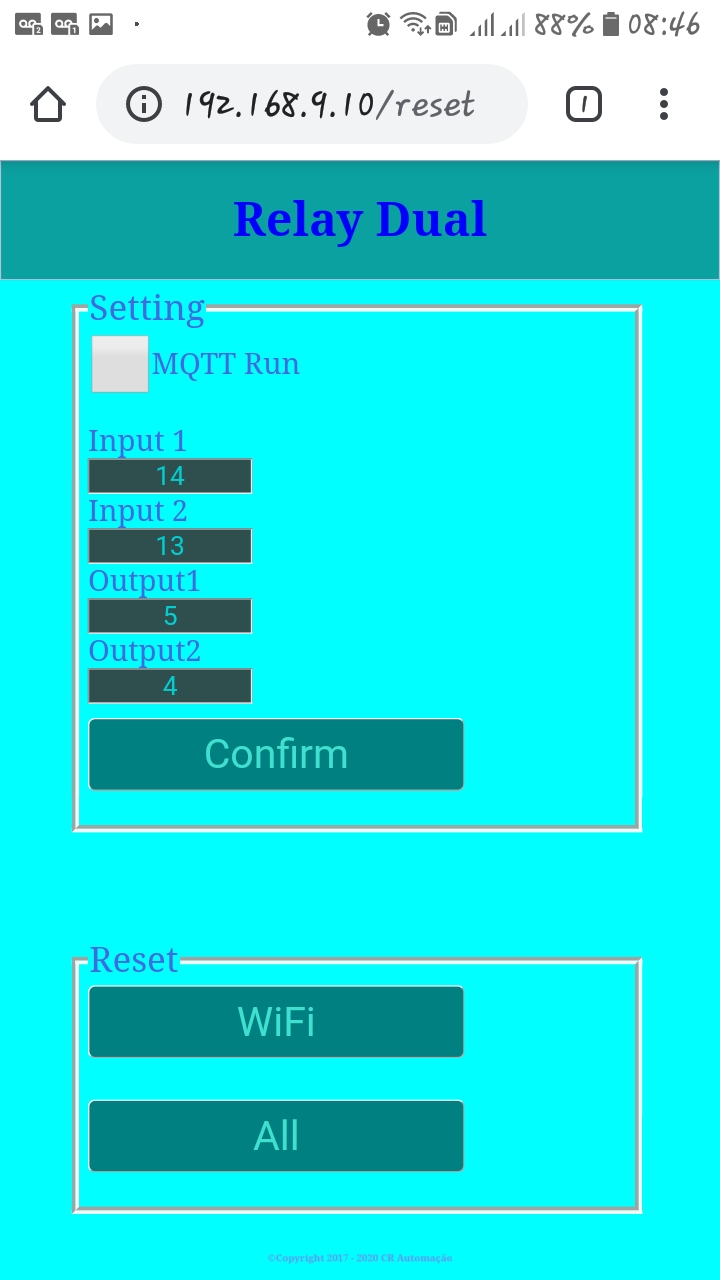 88% 08:46
192.168.9.10/reset
1
Relay Dual
Setting
MQTT Run
Input 1
14
Input 2
13
Output1
5
Output2
4
Confirm
Reset
WiFi
All
©Copyright 2017 - 2020 CR Automação